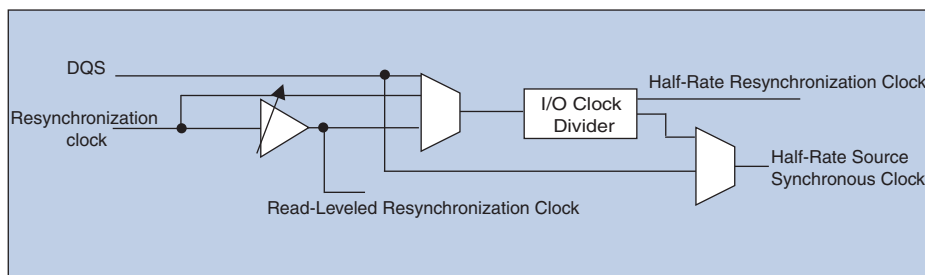 DQS
Half-Rate Resynchronization Clock
Resynchronization
clock
I/O Clock
Divider
Half-Rate Source
Synchronous Clock
Read-Leveled Resynchronization Clock